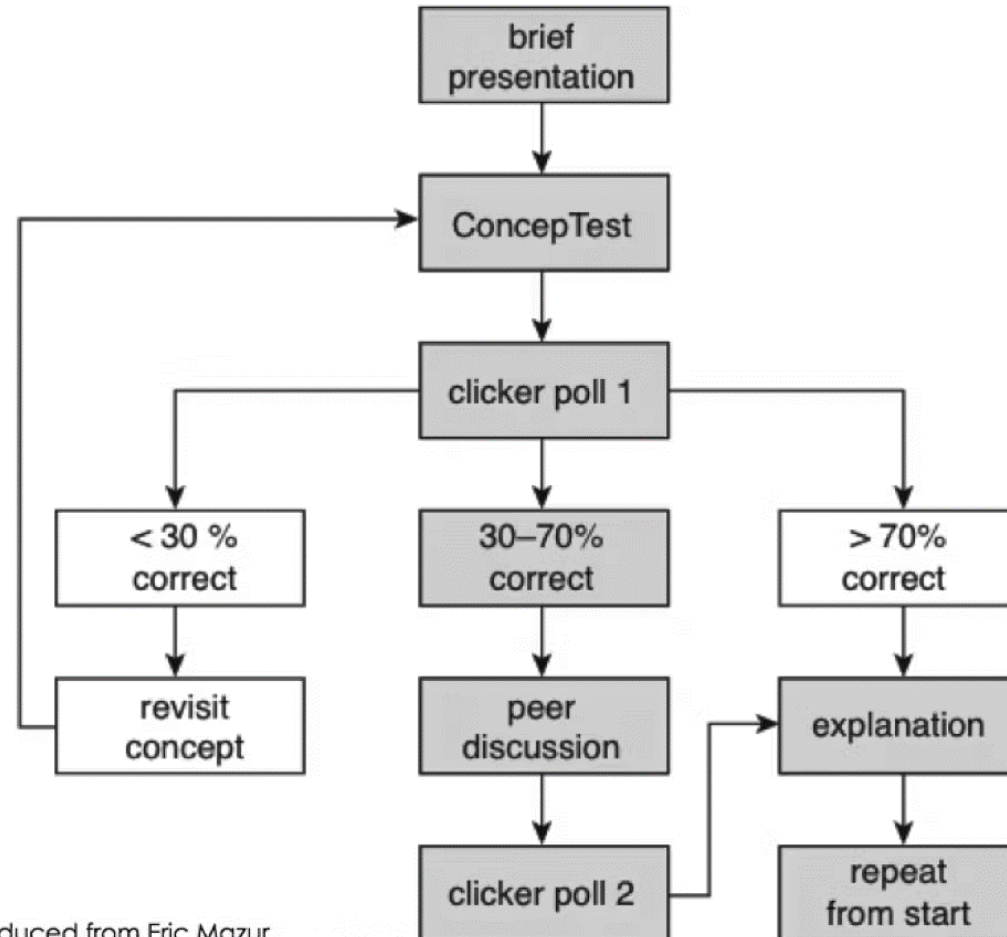 brief
presentation
ConcepTest
clicker poll 1
< 30 %
correct
30–70%
correct
> 70%
correct
revisit
concept
peer
discussion
explanation
clicker poll 2
repeat
from start
duced from Eric Mazur